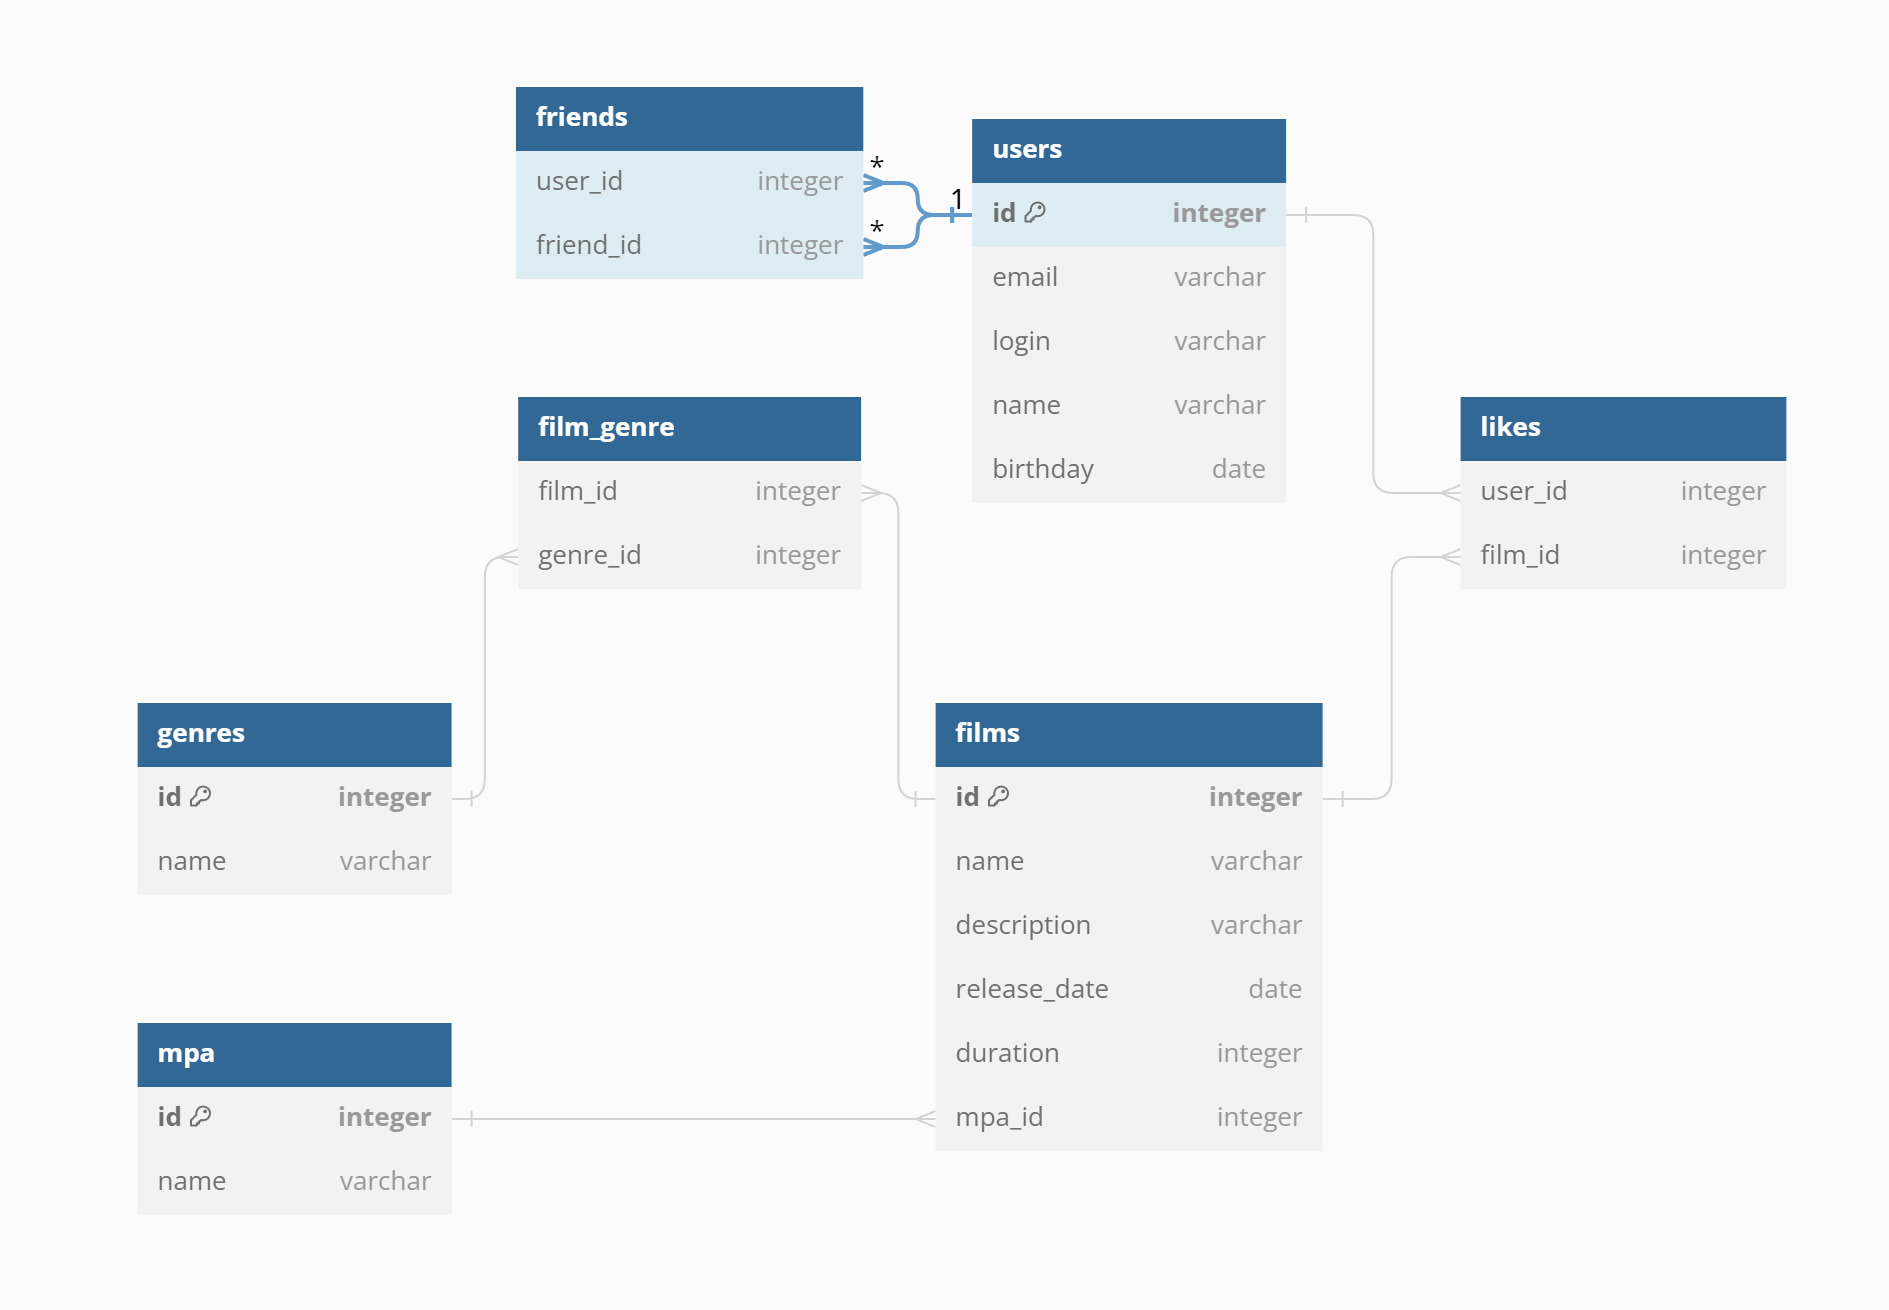 friends
user_id integer *
friend_id integer *
1
users
id integer
email varchar
login varchar
name varchar
birthday date
film_genre
film_id integer
genre_id integer
likes
user_id integer
film_id integer
genres
id integer
name varchar
films
id integer
name varchar
description varchar
release_date date
duration integer
mpa_id integer
mpa
id integer
name varchar